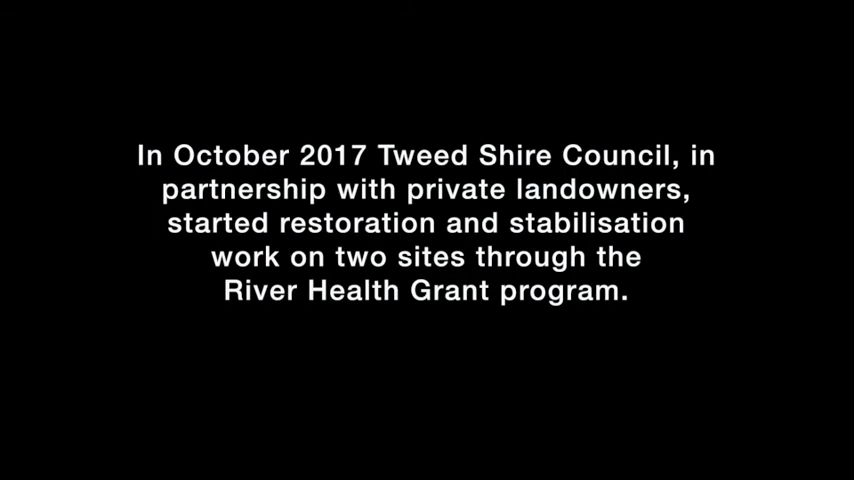 In October 2017 Tweed Shire Council, in
partnership with private landowners,
started restoration and stabilisation
work on two sites through the
River Health Grant program.